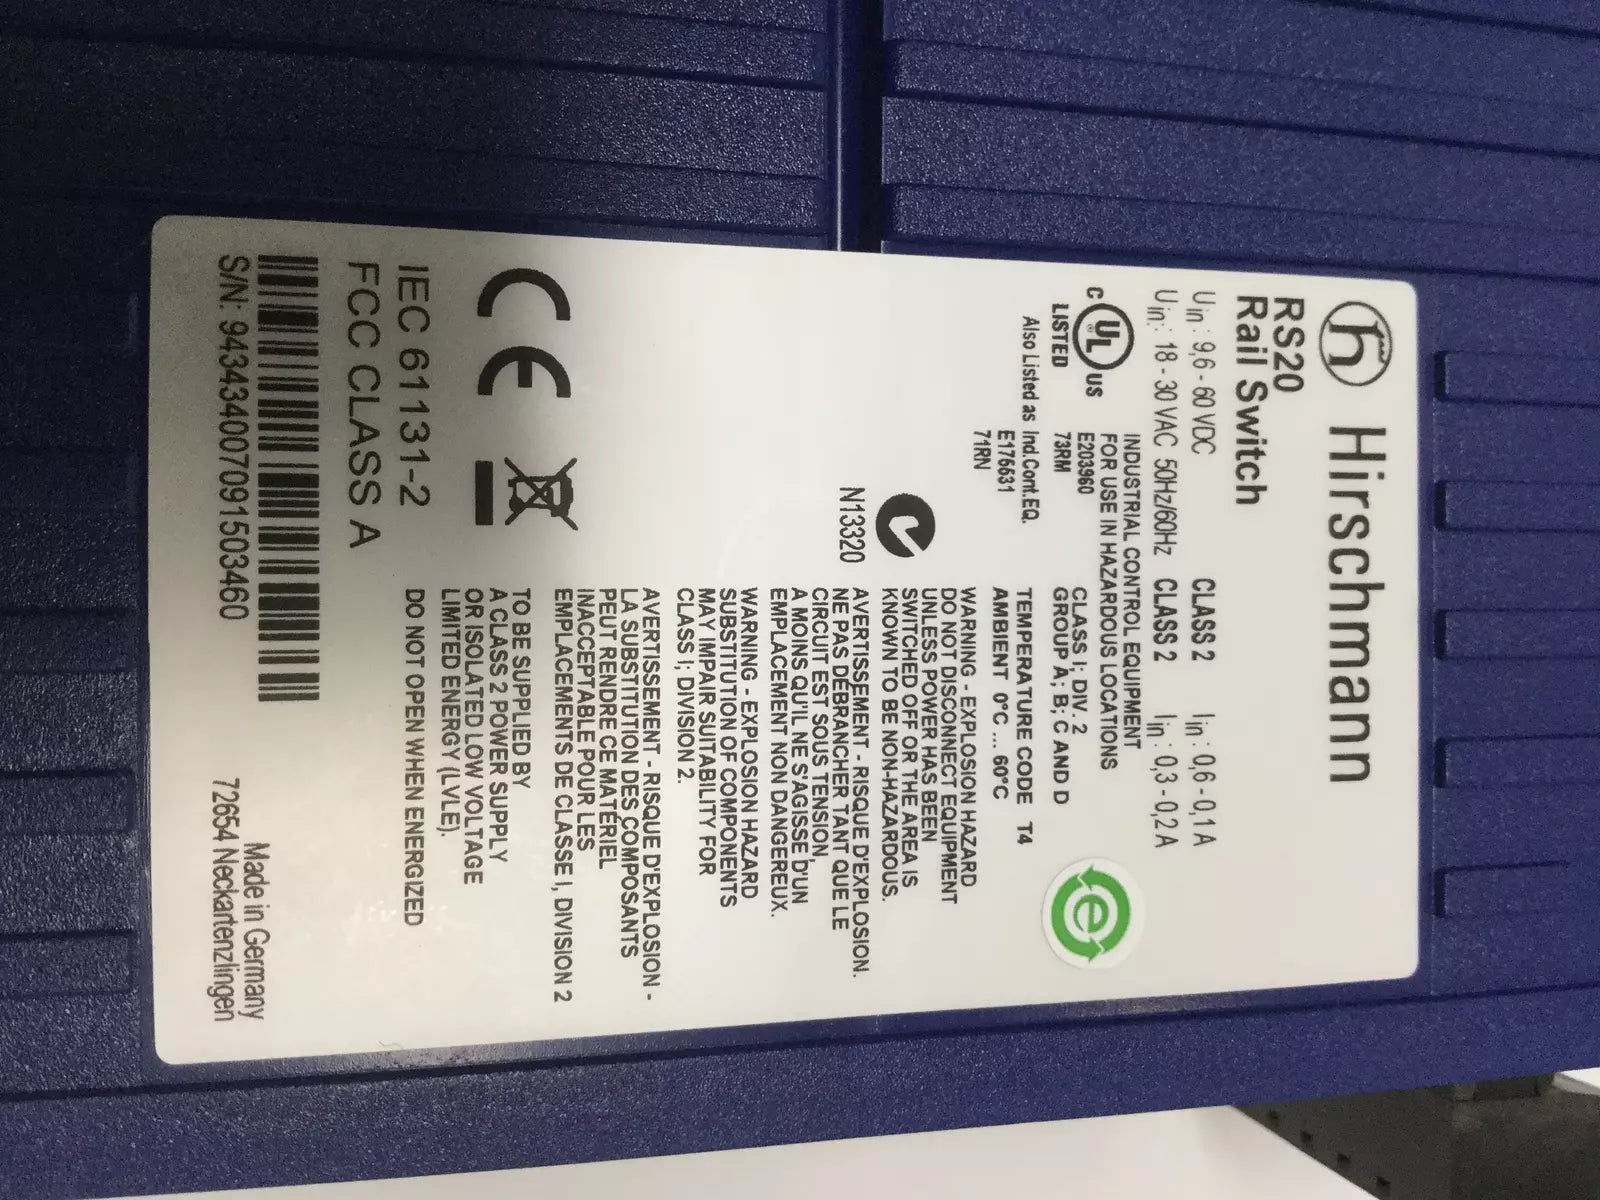 Hirschmann
RS20
Rail Switch
Uin : 9,6 - 60 VDC CLASS 2 Iin : 0,6 - 0,1 A
Uin : 18 - 30 VAC 50Hz/60Hz CLASS 2 Iin : 0,3 - 0,2 A
C UL US
LISTED
INDUSTRIAL CONTROL EQUIPMENT
FOR USE IN HAZARDOUS LOCATIONS
E203960
73RM
CLASS I; DIV. 2
GROUP A; B; C AND D
Also Listed as Ind.Cont.EQ.
E176631
71RN
TEMPERATURE CODE T4
AMBIENT 0°C ... 60°C
e
N13320
WARNING - EXPLOSION HAZARD
DO NOT DISCONNECT EQUIPMENT
UNLESS POWER HAS BEEN
SWITCHED OFF OR THE AREA IS
KNOWN TO BE NON-HAZARDOUS.
AVERTISSEMENT - RISQUE D'EXPLOSION.
NE PAS DÉBRANCHER TANT QUE LE
CIRCUIT EST SOUS TENSION,
A MOINS QU'IL NE S'AGISSE D'UN
EMPLACEMENT NON DANGEREUX.
WARNING - EXPLOSION HAZARD
SUBSTITUTION OF COMPONENTS
MAY IMPAIR SUITABILITY FOR
CLASS I; DIVISION 2.
AVERTISSEMENT - RISQUE D'EXPLOSION -
LA SUBSTITUTION DES COMPOSANTS
PEUT RENDRE CE MATÉRIEL
INACCEPTABLE POUR LES
EMPLACEMENTS DE CLASSE I, DIVISION 2
CE
TO BE SUPPLIED BY
A CLASS 2 POWER SUPPLY
OR ISOLATED LOW VOLTAGE
LIMITED ENERGY (LVLE).
DO NOT OPEN WHEN ENERGIZED
IEC 61131-2
FCC CLASS A
S/N: 943434007091503460
Made in Germany
72654 Neckartenzlingen